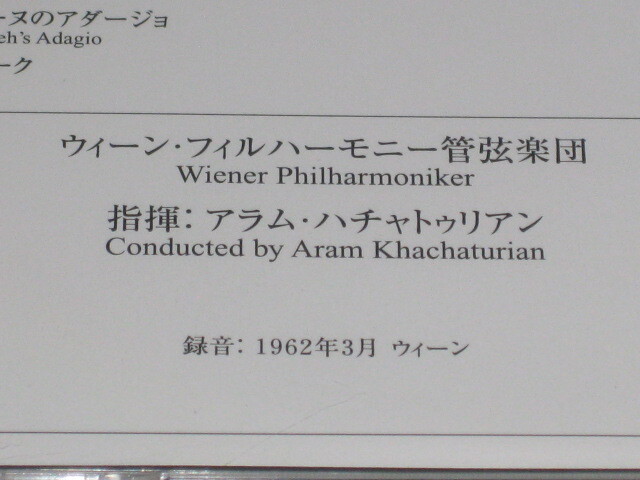 ーヌのアダージョ
eh's Adagio
ーク
ウィーン・フィルハーモニー管弦楽団
Wiener Philharmoniker
指揮：アラム・ハチャトゥリアン
Conducted by Aram Khachaturian
録音：1962年3月 ウィーン